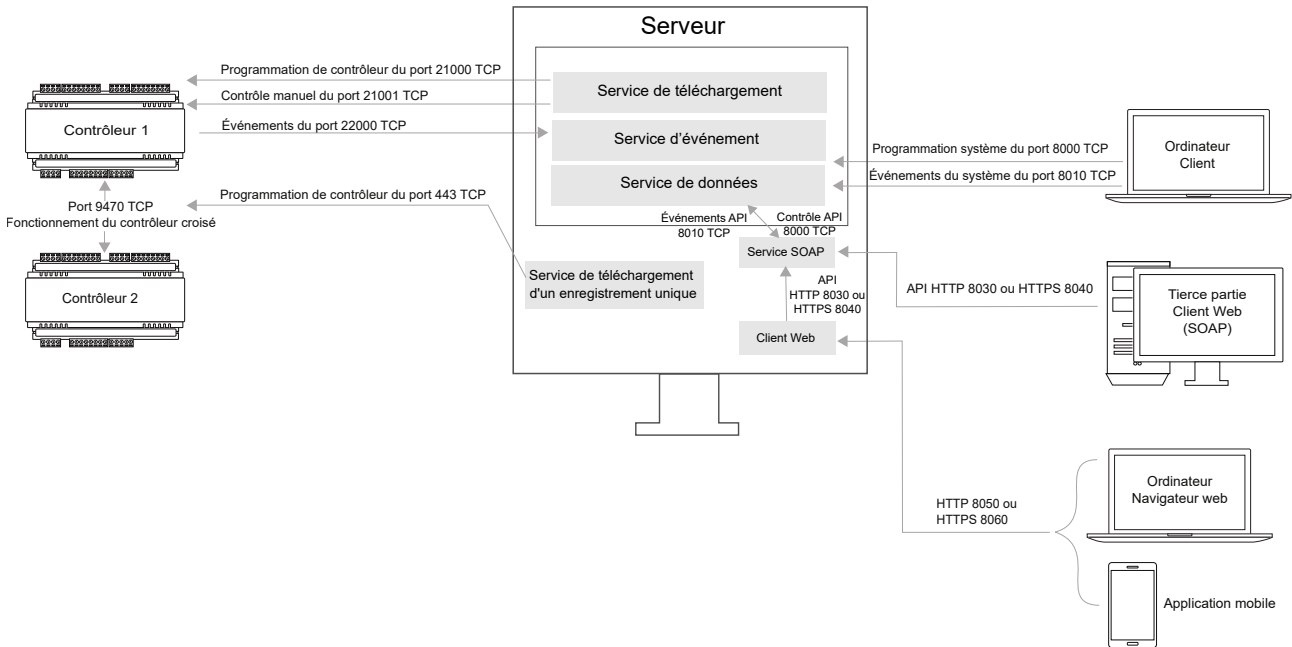 Serveur
Programmation de contrôleur du port 21000 TCP
Contrôle manuel du port 21001 TCP
Événements du port 22000 TCP
Contrôleur 1
Service de téléchargement
Service d'événement
Service de données
Programmation système du port 8000 TCP
Événements du système du port 8010 TCP
Ordinateur
Client
Programmation de contrôleur du port 443 TCP
Port 9470 TCP
Fonctionnement du contrôleur croisé
Événements API
8010 TCP
Contrôle API
8000 TCP
Service SOAP
Contrôleur 2
Service de téléchargement
d'un enregistrement unique
API
HTTP 8030 ou
HTTPS 8040
API HTTP 8030 ou HTTPS 8040
Tierce partie
Client Web
(SOAP)
Client Web
HTTP 8050 ou
HTTPS 8060
Ordinateur
Navigateur web
Application mobile